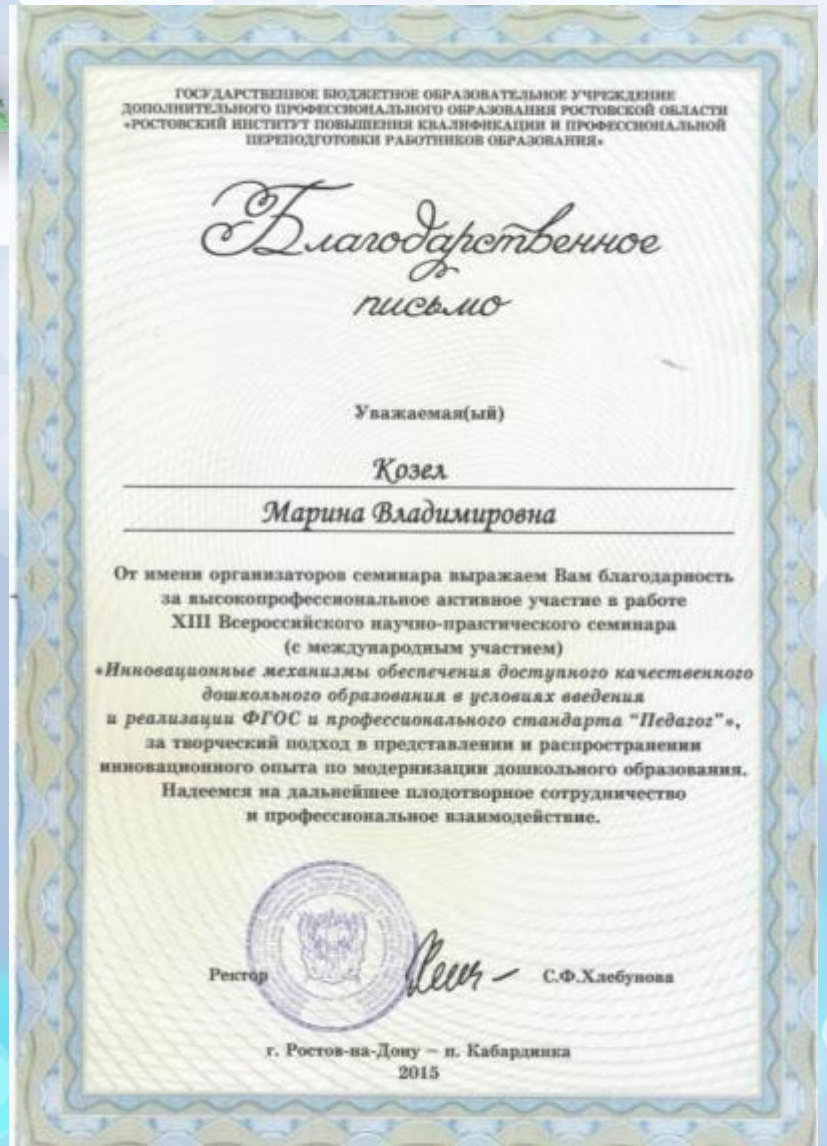 ГОСУДАРСТВЕННОЕ БЮДЖЕТНОЕ ОБРАЗОВАТЕЛЬНОЕ УЧРЕЖДЕНИЕ
ДОПОЛНИТЕЛЬНОГО ПРОФЕССИОНАЛЬНОГО ОБРАЗОВАНИЯ РОСТОВСКОЙ ОБЛАСТИ
«РОСТОВСКИЙ ИНСТИТУТ ПОВЫШЕНИЯ КВАЛИФИКАЦИИ И ПРОФЕССИОНАЛЬНОЙ
ПЕРЕПОДГОТОВКИ РАБОТНИКОВ ОБРАЗОВАНИЯ»
Благодарственное
письмо
Уважаемая(ый)
Козел
Марина Владимировна
От имени организаторов семинара выражаем Вам благодарность
за высокопрофессиональное активное участие в работе
XIII Всероссийского научно-практического семинара
(с международным участием)
«Инновационные механизмы обеспечения доступного качественного
дошкольного образования в условиях введения
и реализации ФГОС и профессионального стандарта "Педагог"»,
за творческий подход в представлении и распространении
инновационного опыта по модернизации дошкольного образования.
Надеемся на дальнейшее плодотворное сотрудничество
и профессиональное взаимодействие.
Ректор С.Ф.Хлебунова
г. Ростов-на-Дону – п. Кабардинка
2015